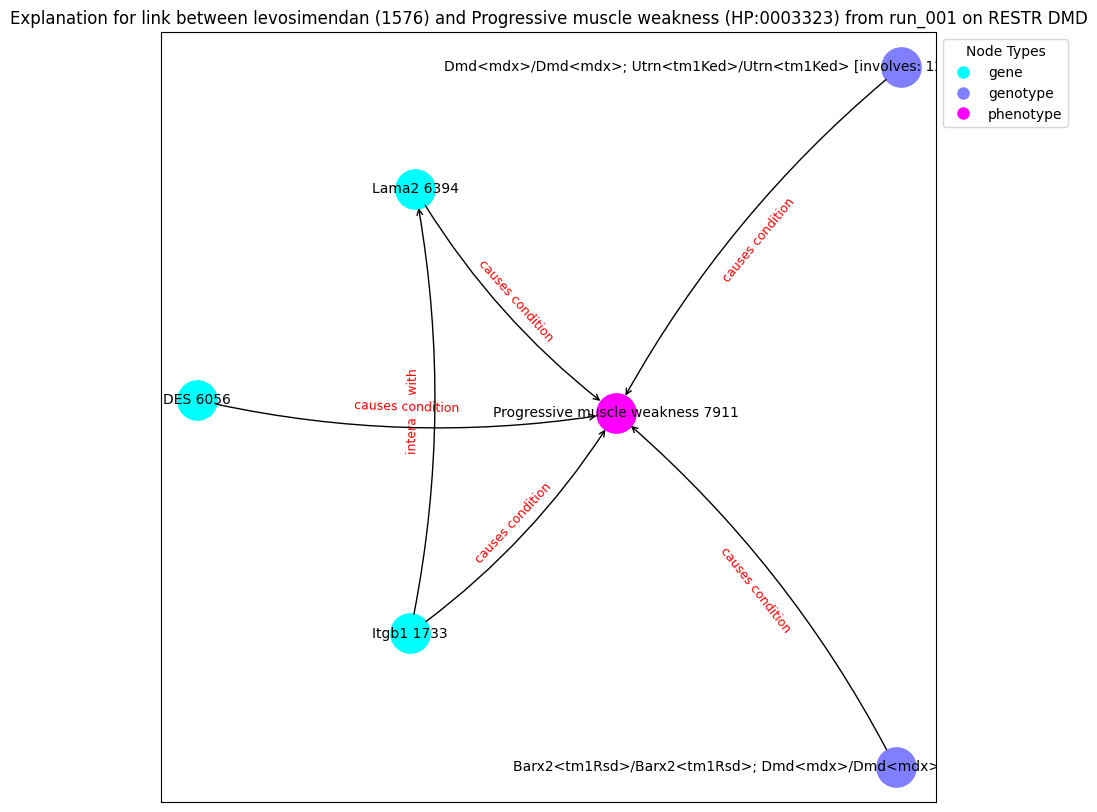 Explanation for link between levosimendan (1576) and Progressive muscle weakness (HP:0003323) from run_001 on RESTR DMD
Node Types
gene
genotype
phenotype
Dmd<mdx>/Dmd<mdx>; Utrn<tm1Ked>/Utrn<tm1Ked> [involves:
Lama2 6394
causes condition
causes condition
DES 6056
causes condition
intera with
Progressive muscle weakness 7911
causes condition
causes condition
Itgb1 1733
Barx2<tm1Rsd>/Barx2<tm1Rsd>; Dmd<mdx>/Dmd<mdx>